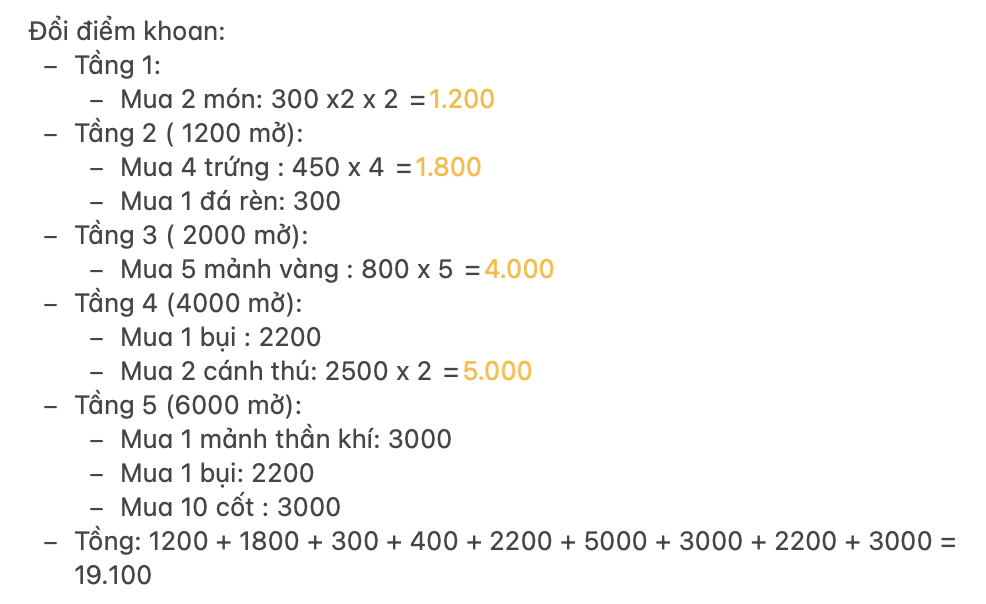 Đổi điểm khoan:
– Tầng 1:
– Mua 2 món: 300 x2 x 2 =1.200
– Tầng 2 ( 1200 mở):
– Mua 4 trứng : 450 x 4 =1.800
– Mua 1 đá rèn: 300
– Tầng 3 ( 2000 mở):
– Mua 5 mảnh vàng : 800 x 5 =4.000
– Tầng 4 (4000 mở):
– Mua 1 bụi : 2200
– Mua 2 cánh thú: 2500 x 2 =5.000
– Tầng 5 (6000 mở):
– Mua 1 mảnh thần khí: 3000
– Mua 1 bụi: 2200
– Mua 10 cốt : 3000
– Tồng: 1200 + 1800 + 300 + 400 + 2200 + 5000 + 3000 + 2200 + 3000 =
19.100